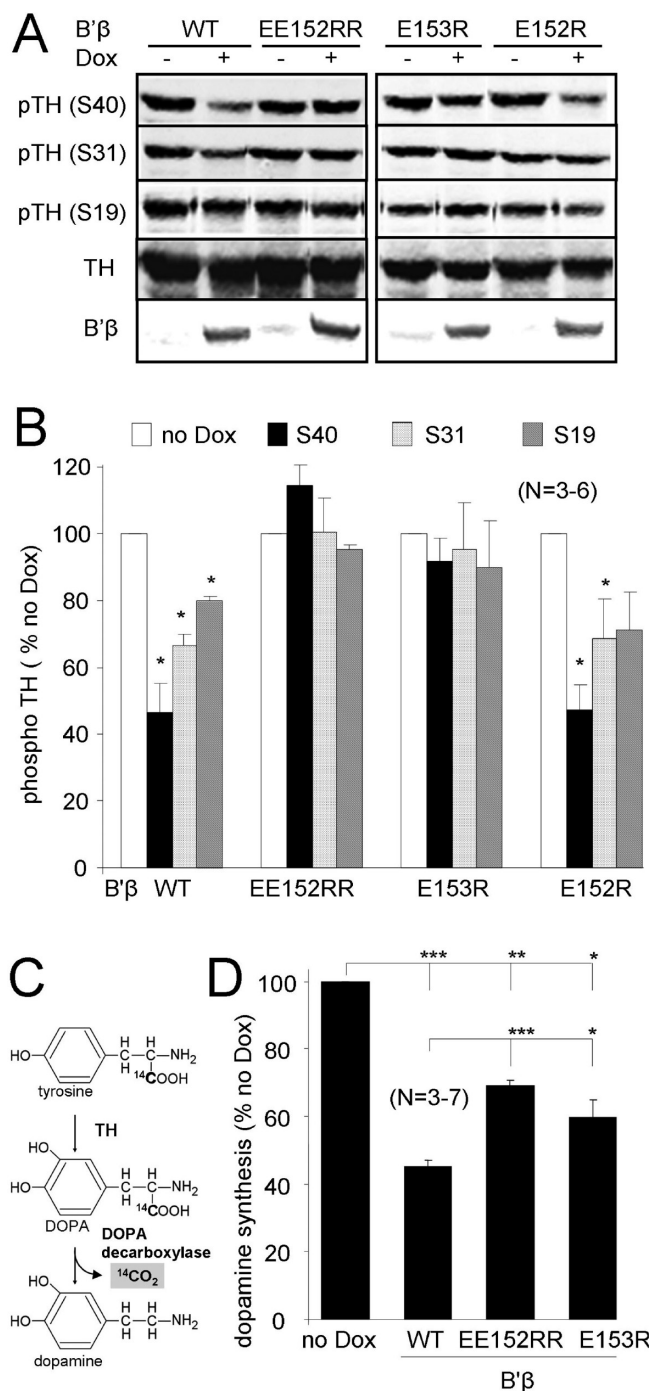 A
B'β WT EE152RR E153R E152R
Dox - + - + - + - +
pTH (S40)
pTH (S31)
pTH (S19)
TH
B'β
B
no Dox S40 S31 S19
120
100
80
60
40
20
0
phospho TH ( % no Dox)
(N=3-6)
* * *
* *
B'β WT EE152RR E153R E152R
C
HO
C C NH₂
H H
H
¹⁴COOH
tyrosine
TH
HO
HO
C C NH₂
H H
H
¹⁴COOH
DOPA
DOPA
decarboxylase
¹⁴CO₂
HO
HO
C C NH₂
H H
H H
dopamine
D
*** ** *
*** *
100
80
60
40
20
0
dopamine synthesis (% no Dox)
(N=3-7)
no Dox WT EE152RR E153R
B'β